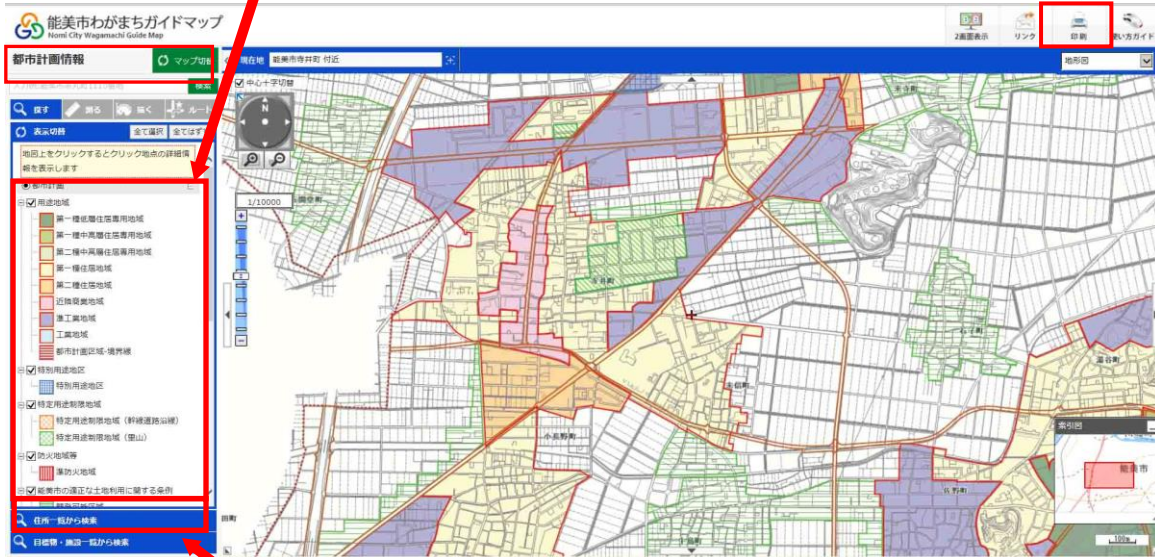 能美市わがまちガイドマップ
Nomi City Wagamachi Guide Map
2画面表示
リンク
印刷
使い方ガイド
都市計画情報
マップ切替
検索
現在地
能美市寺井町 付近
地形図
探す
測る
描く
ルート
中心十字切替
表示切替
全て選択
全てはずす
地図上をクリックするとクリック地点の詳細情
報を表示します
都市計画
用途地域
第一種低層住居専用地域
第一種中高層住居専用地域
第二種中高層住居専用地域
第一種住居地域
第二種住居地域
近隣商業地域
準工業地域
工業地域
都市計画区域・境界線
特別用途地区
特別用途地区
特定用途制限地域
特定用途制限地域（幹線道路沿線）
特定用途制限地域（里山）
防火地域等
準防火地域
能美市の適正な土地利用に関する条例
住所一覧から検索
目標物・施設一覧から検索
N
1/10000
寺井町
小長野町
佐野町
索引図
能美市
100m